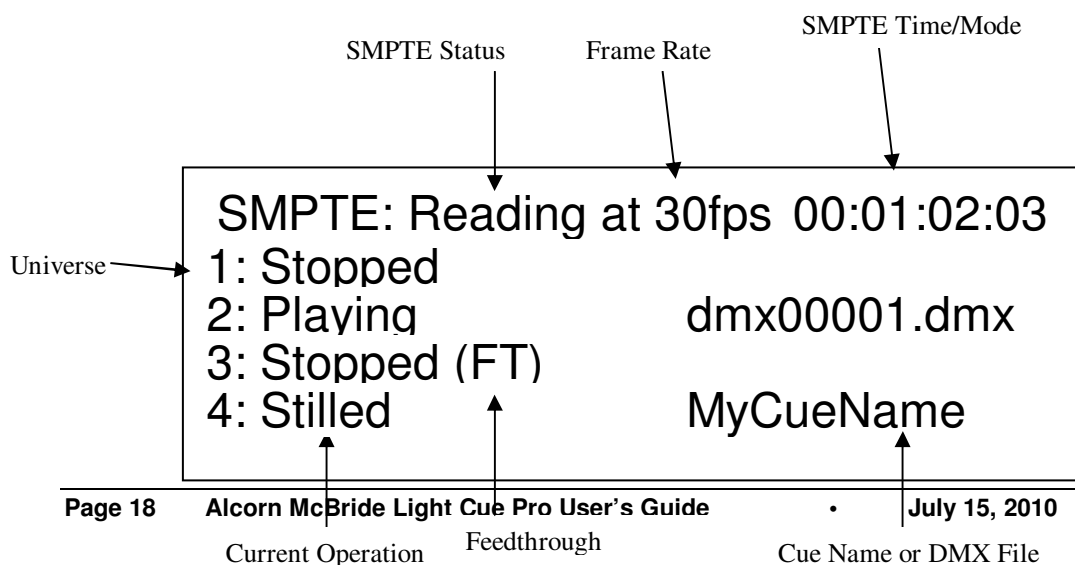 SMPTE Time/Mode
SMPTE Status Frame Rate
SMPTE: Reading at 30fps 00:01:02:03
Universe
1: Stopped
2: Playing dmx00001.dmx
3: Stopped (FT)
4: Stilled MyCueName
Page 18 Alcorn McBride Light Cue Pro User's Guide • July 15, 2010
Current Operation Feedthrough Cue Name or DMX File